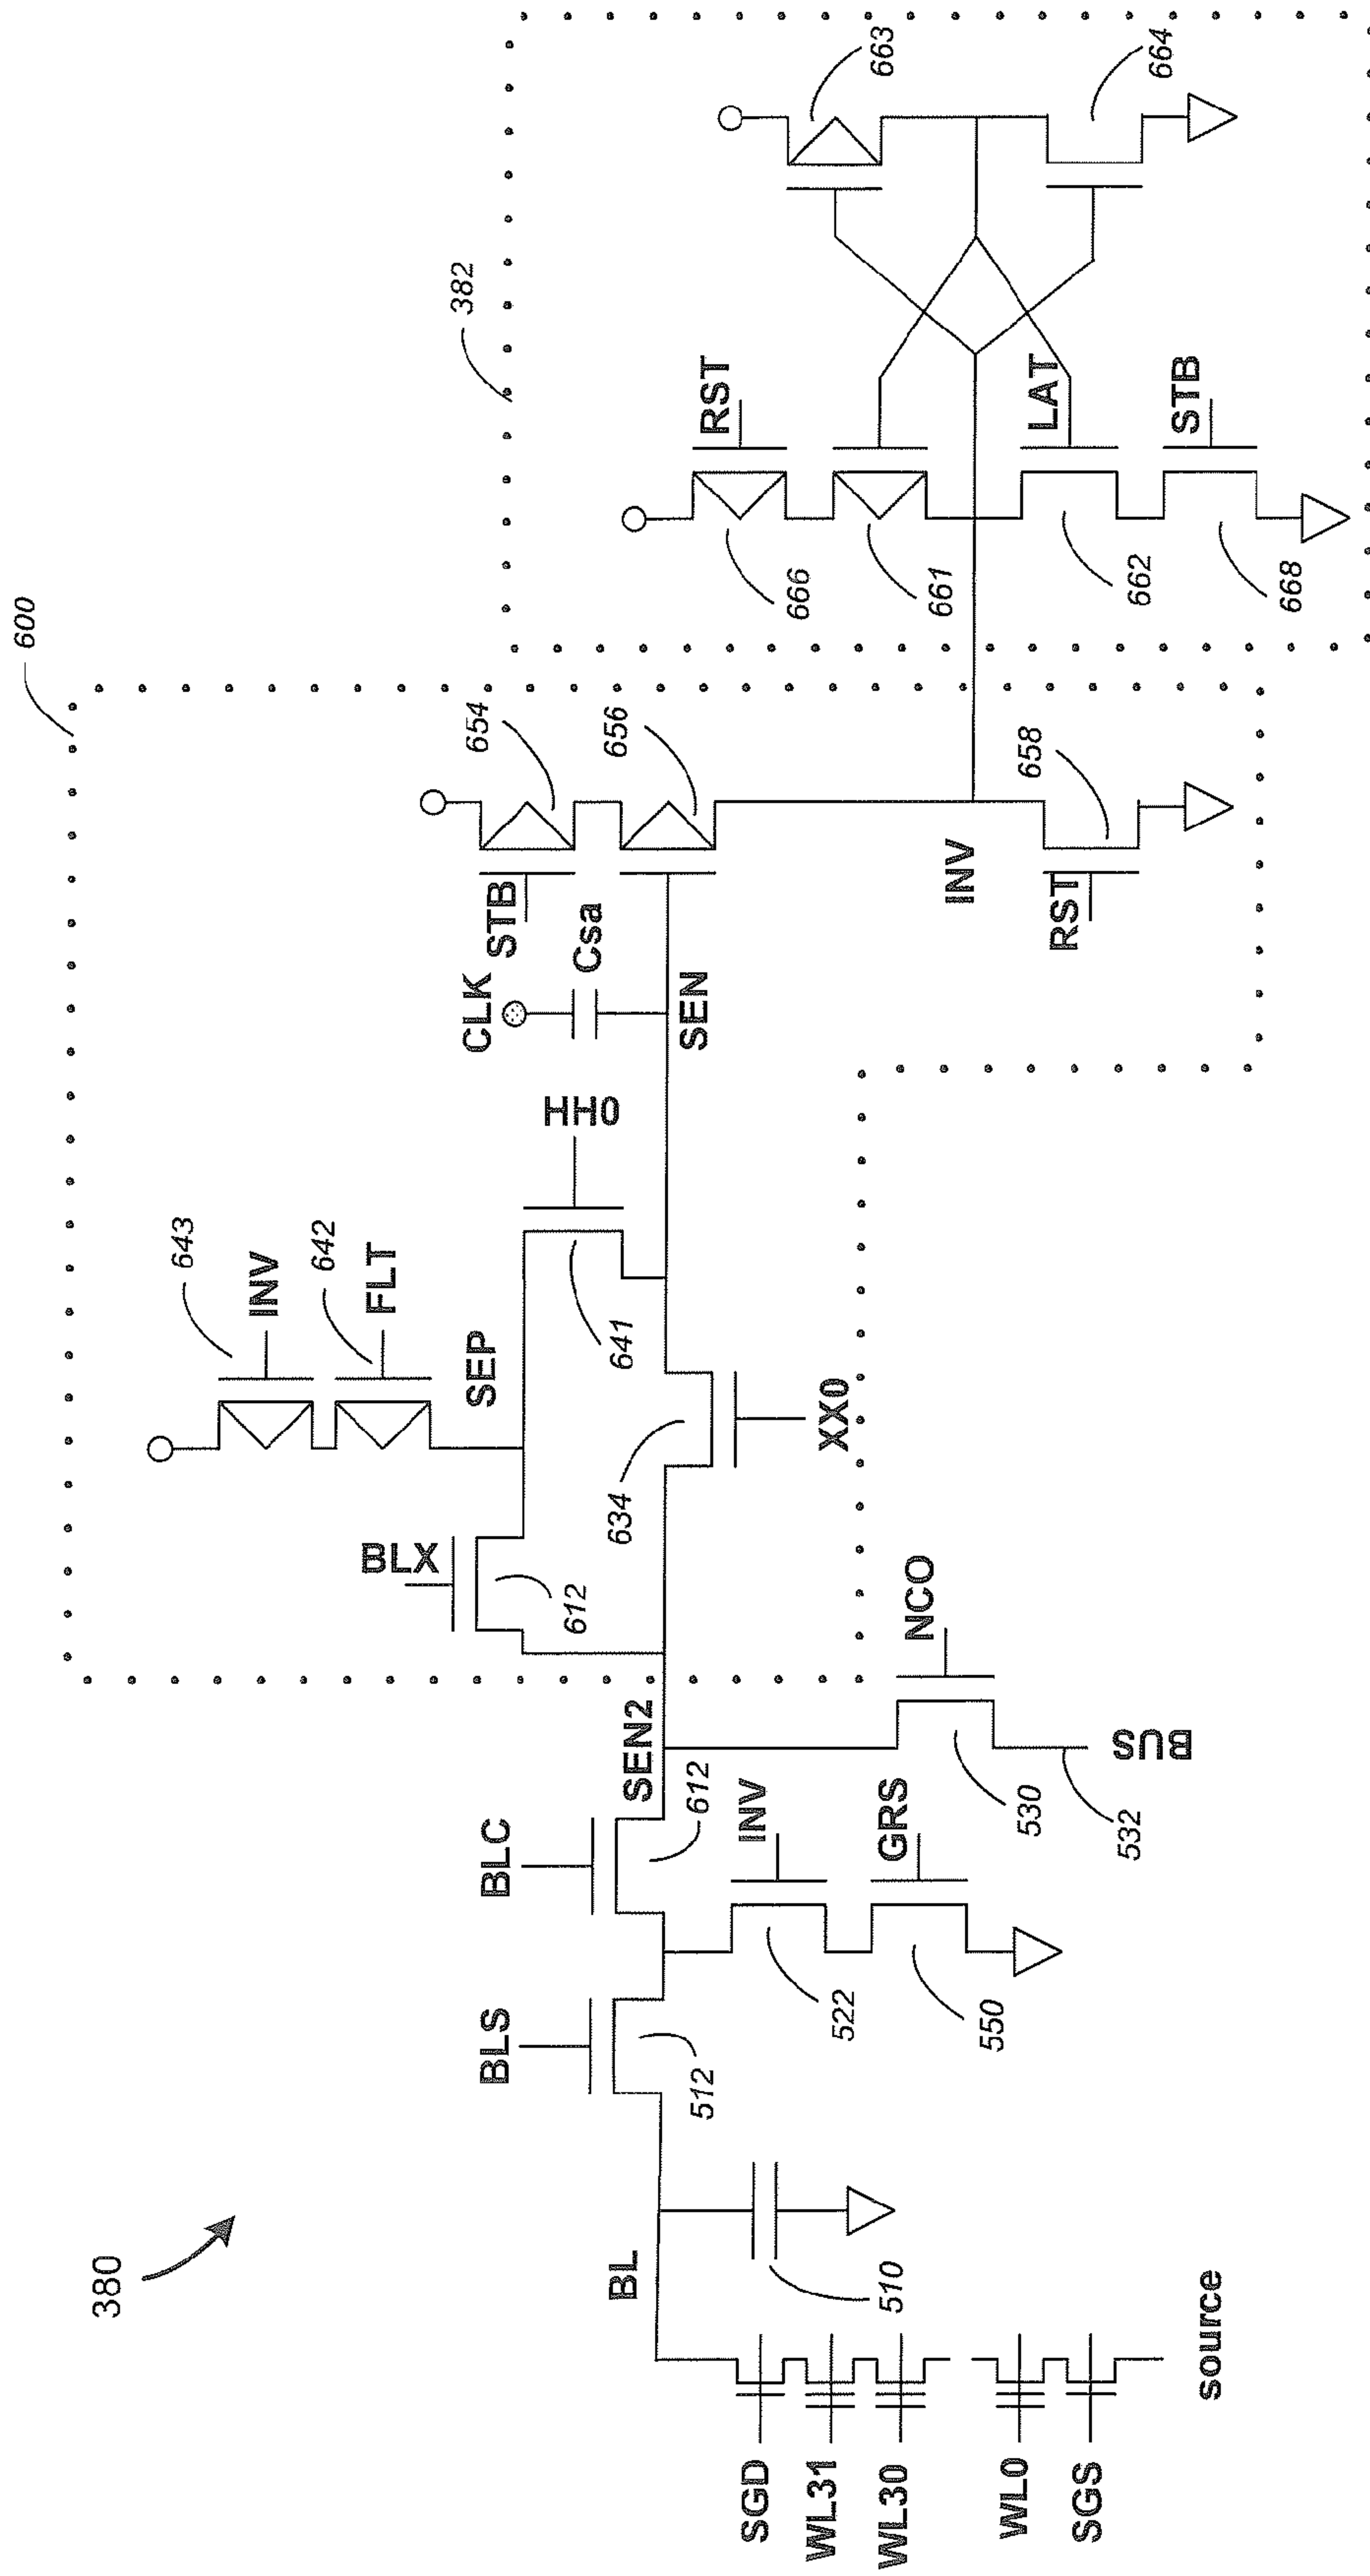 380
600
382
663
664
RST
LAT
STB
666
661
662
668
654
656
658
STB
CLK
Csa
SEN
INV
RST
HH0
643
INV
642
FLT
SEP
641
634
XX0
BLX
612
NCO
SEN2
612
BLC
INV
GRS
530
532
BUS
BLS
512
522
550
BL
510
SGD
WL31
WL30
WL0
SGS
source